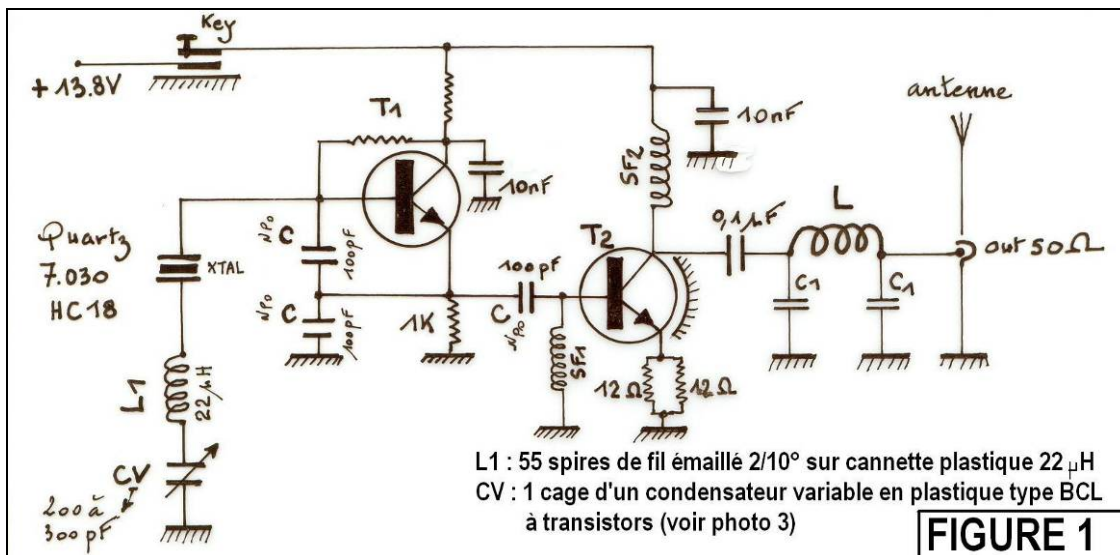 Key
+ 13.8V
T1
10nF
Quartz
7.030
HC 18
XTAL
NPo
C
100pF
NPo
C
100pF
1K
L1
22µH
CV
200 à
300 pF
100pF
C
NPo
SF1
T2
SF2
10nF
12Ω
12Ω
0,1µF
L
C1
C1
antenne
out 50Ω
L1 : 55 spires de fil émaillé 2/10° sur cannette plastique 22 µH
CV : 1 cage d'un condensateur variable en plastique type BCL
à transistors (voir photo 3)
FIGURE 1